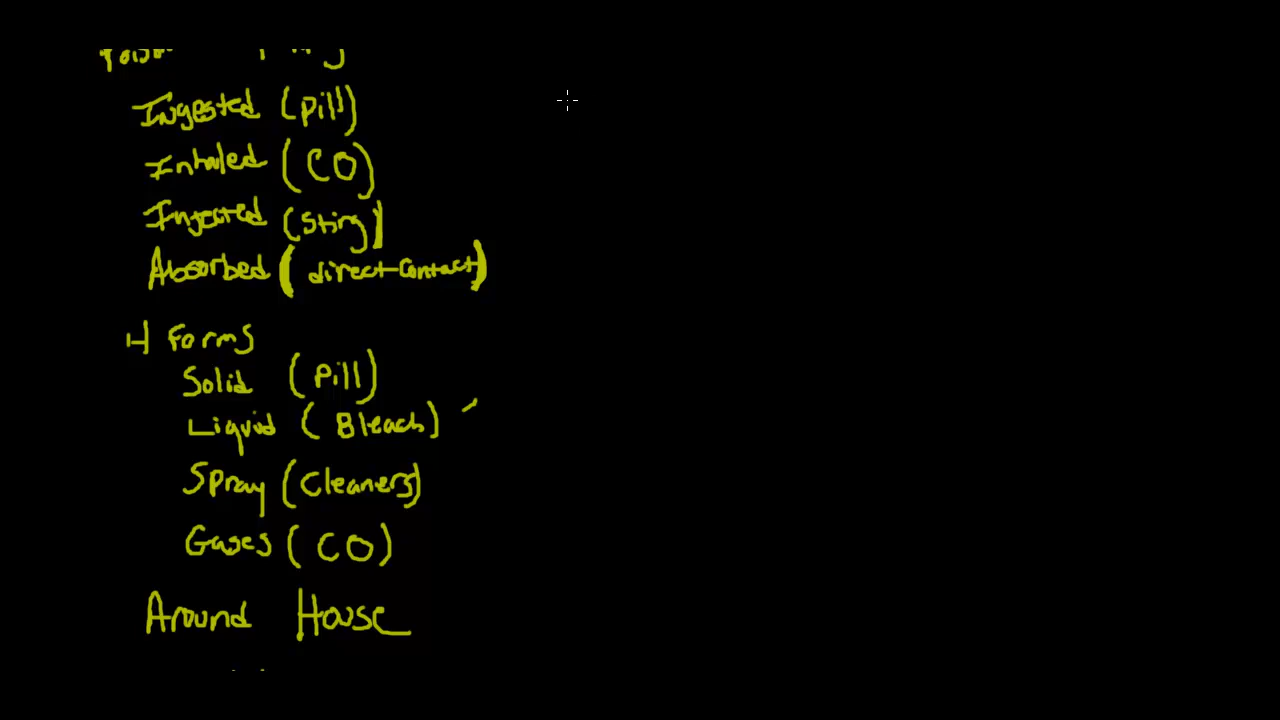 Ingested (Pill)
Inhaled (CO)
Injected (Sting)
Absorbed (direct contact)
4 Forms
Solid (Pill)
Liquid (Bleach)
Spray (Cleaners)
Gases (CO)
Around House